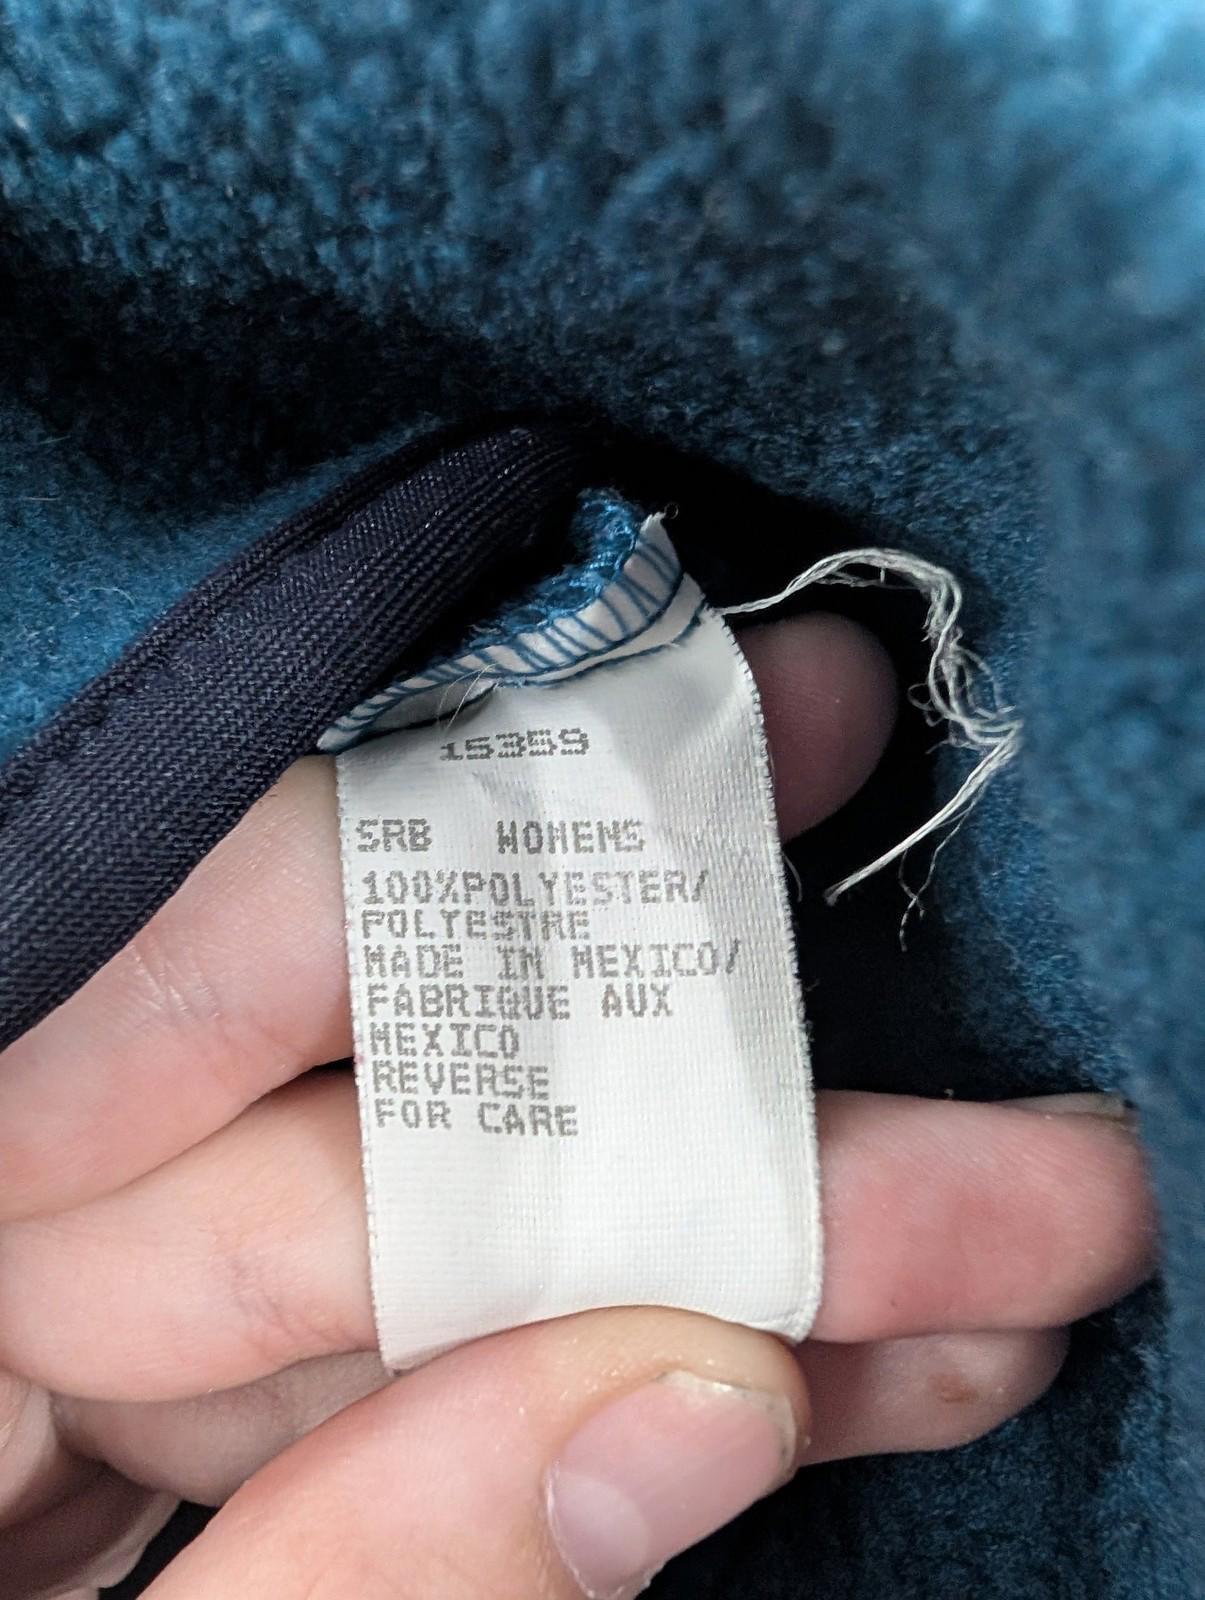 15359
SRB WOMENS
100%POLYESTER/
POLYESTRE
MADE IN MEXICO/
FABRIQUE AUX
MEXICO
REVERSE
FOR CARE